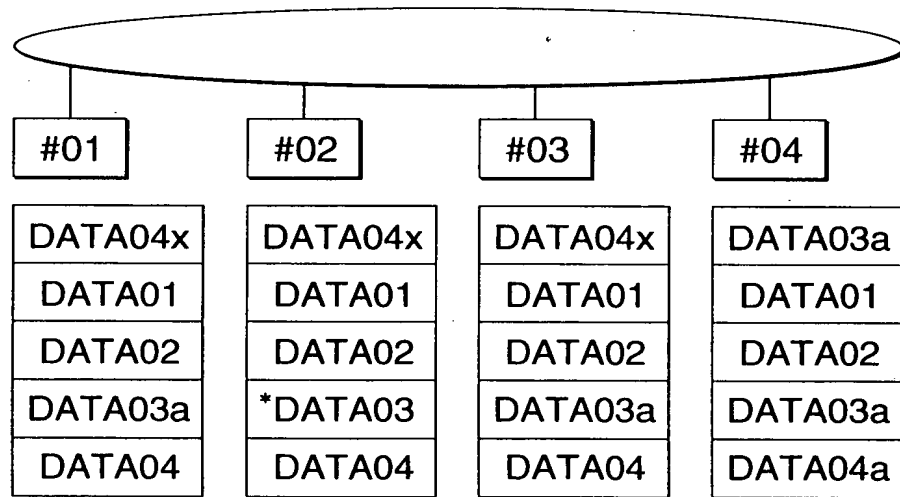 #01 #02 #03 #04
DATA04x DATA04x DATA04x DATA03a
DATA01 DATA01 DATA01 DATA01
DATA02 DATA02 DATA02 DATA02
DATA03a *DATA03 DATA03a DATA03a
DATA04 DATA04 DATA04 DATA04a